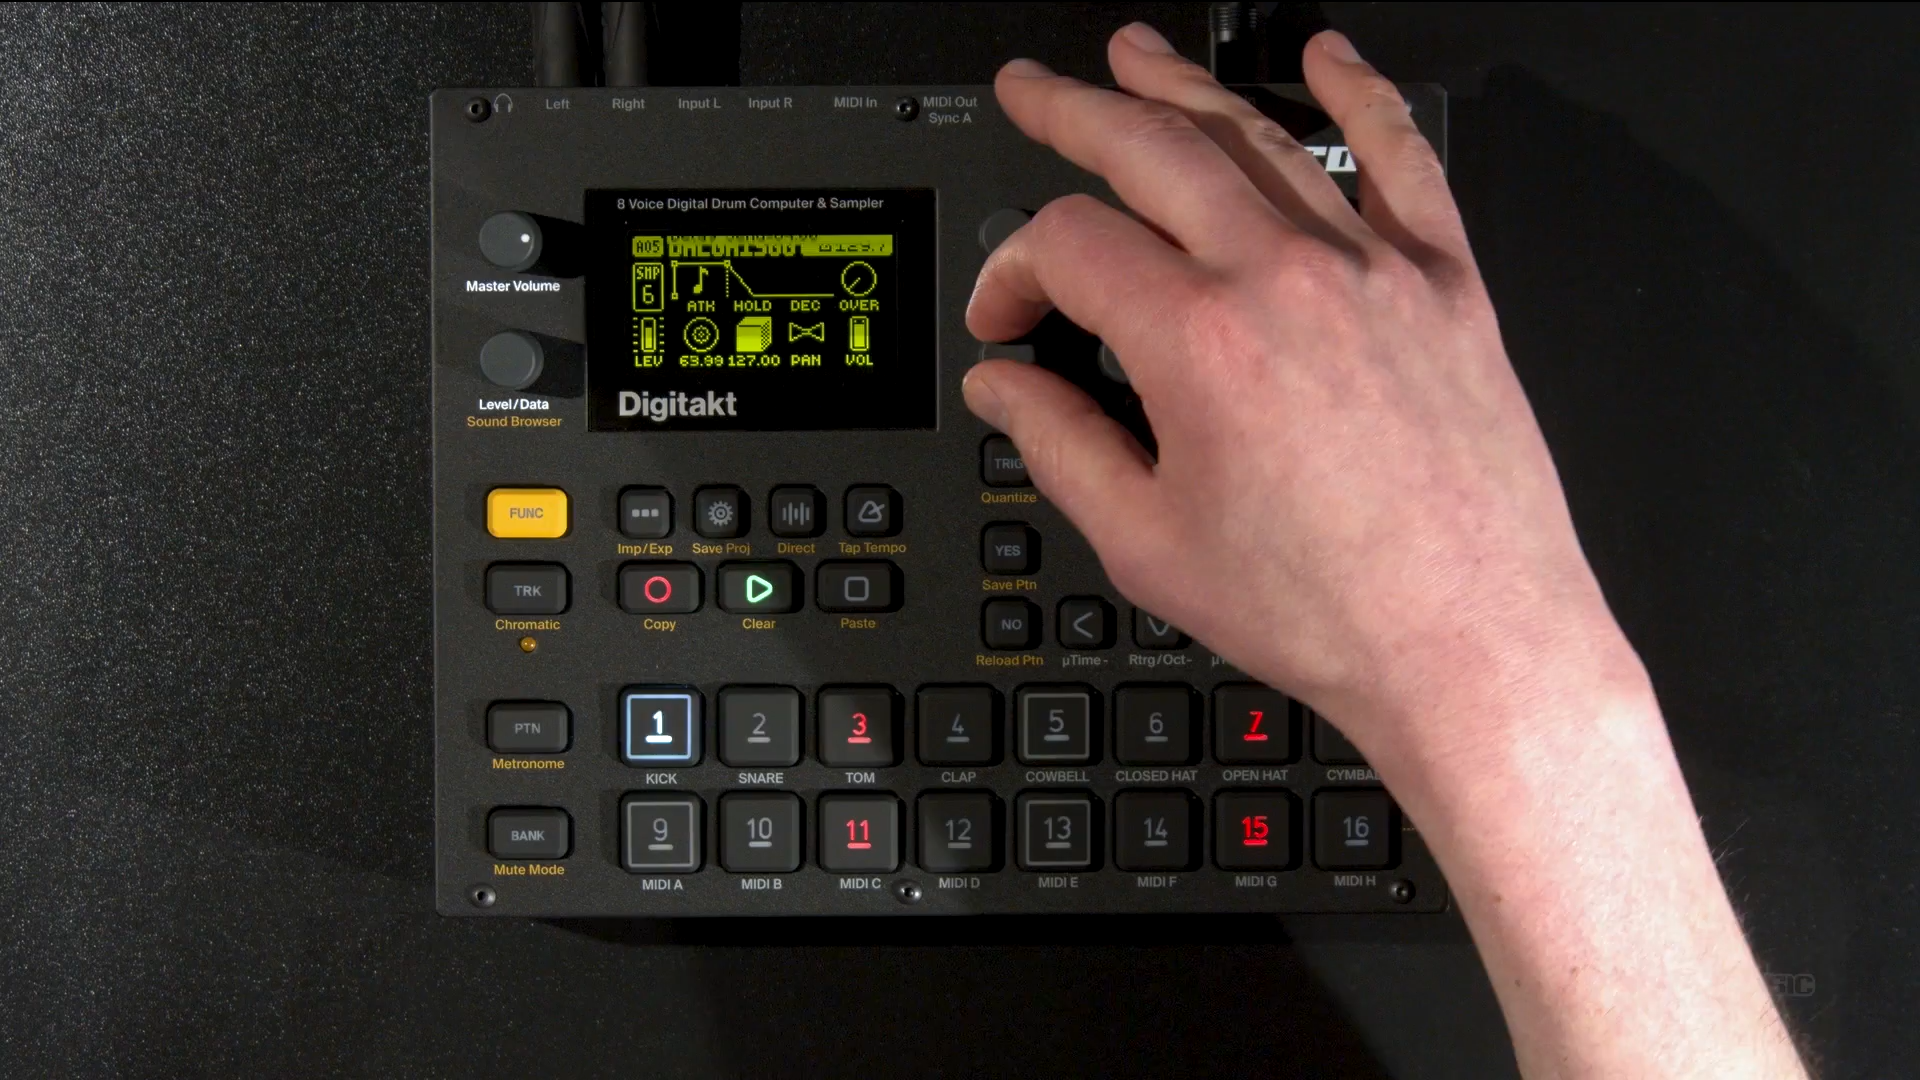 Left Right Input L Input R MIDI In MIDI Out
Sync A
8 Voice Digital Drum Computer & Sampler
A05
SMP
6
ATK HOLD DEC OVER
LEV 63.99 127.00 PAN VOL
Digitakt
Master Volume
Level/Data
Sound Browser
TRIG
Quantize
FUNC
Imp/Exp Save Proj Direct Tap Tempo
YES
Save Ptn
TRK
Chromatic
Copy Clear Paste
NO
Reload Ptn µTime- Rtrg/Oct-
PTN
Metronome
1 2 3 4 5 6 7
KICK SNARE TOM CLAP COWBELL CLOSED HAT OPEN HAT
BANK
Mute Mode
9 10 11 12 13 14 15 16
MIDI A MIDI B MIDI C MIDI D MIDI E MIDI F MIDI G MIDI H